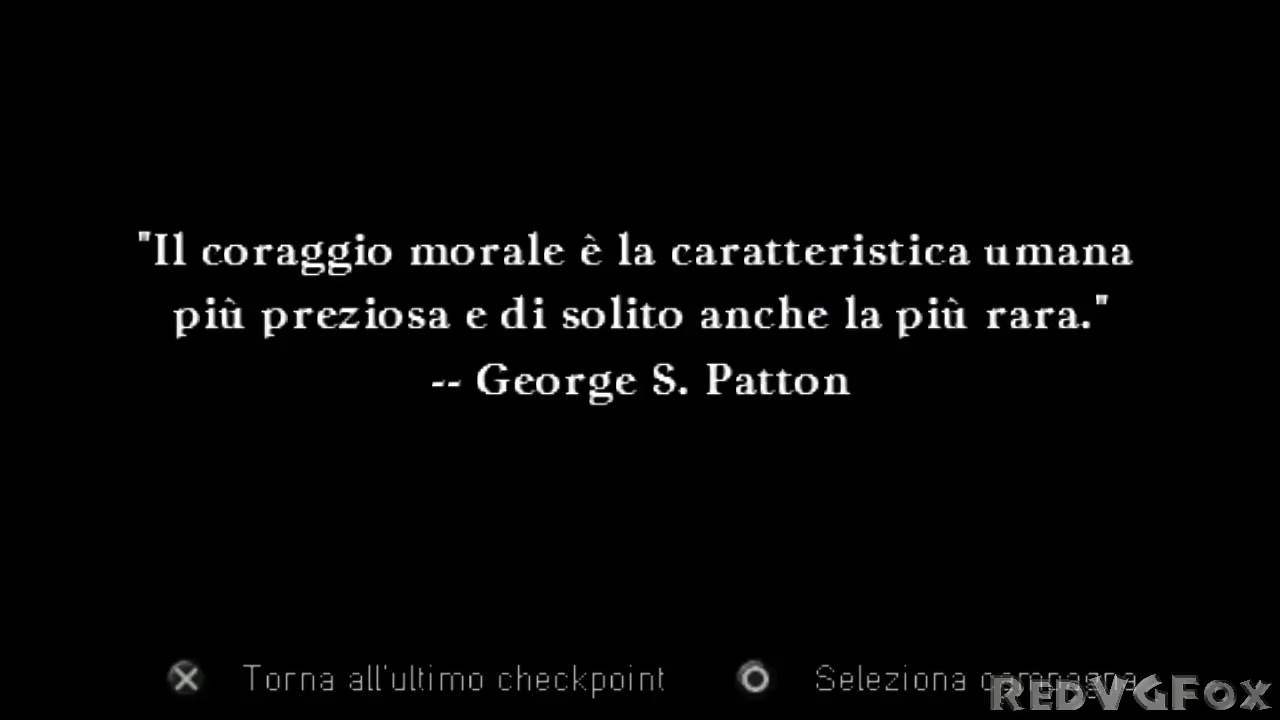 "Il coraggio morale è la caratteristica umana
più preziosa e di solito anche la più rara."
-- George S. Patton
Torna all'ultimo checkpoint
Seleziona campagna
REDVGFOX